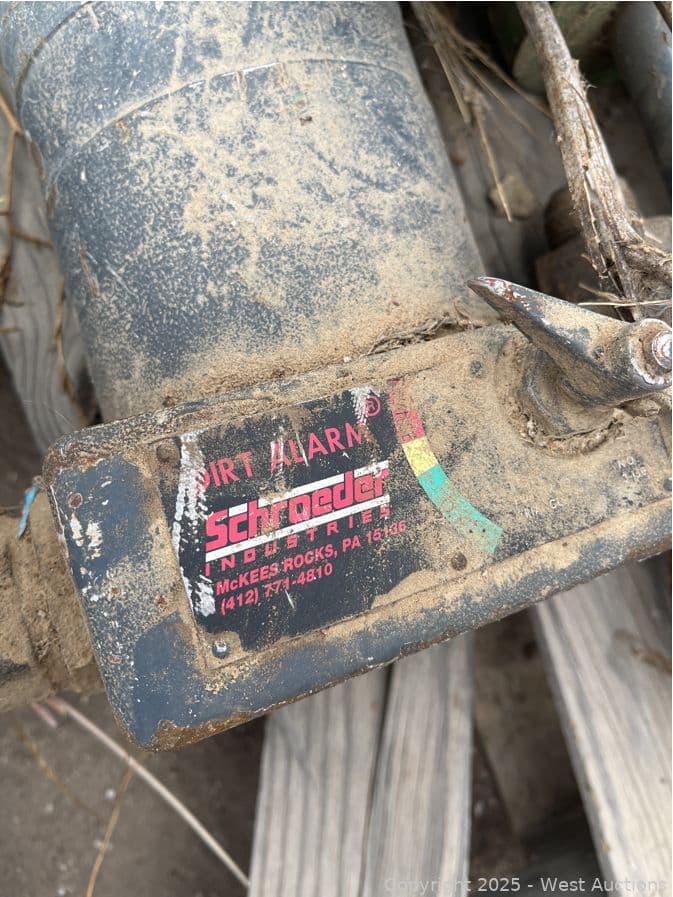 DIRT ALARM®
Schroeder
INDUSTRIES
McKEES ROCKS, PA 15136
(412) 771-4810
Copyright 2025 - West Auctions